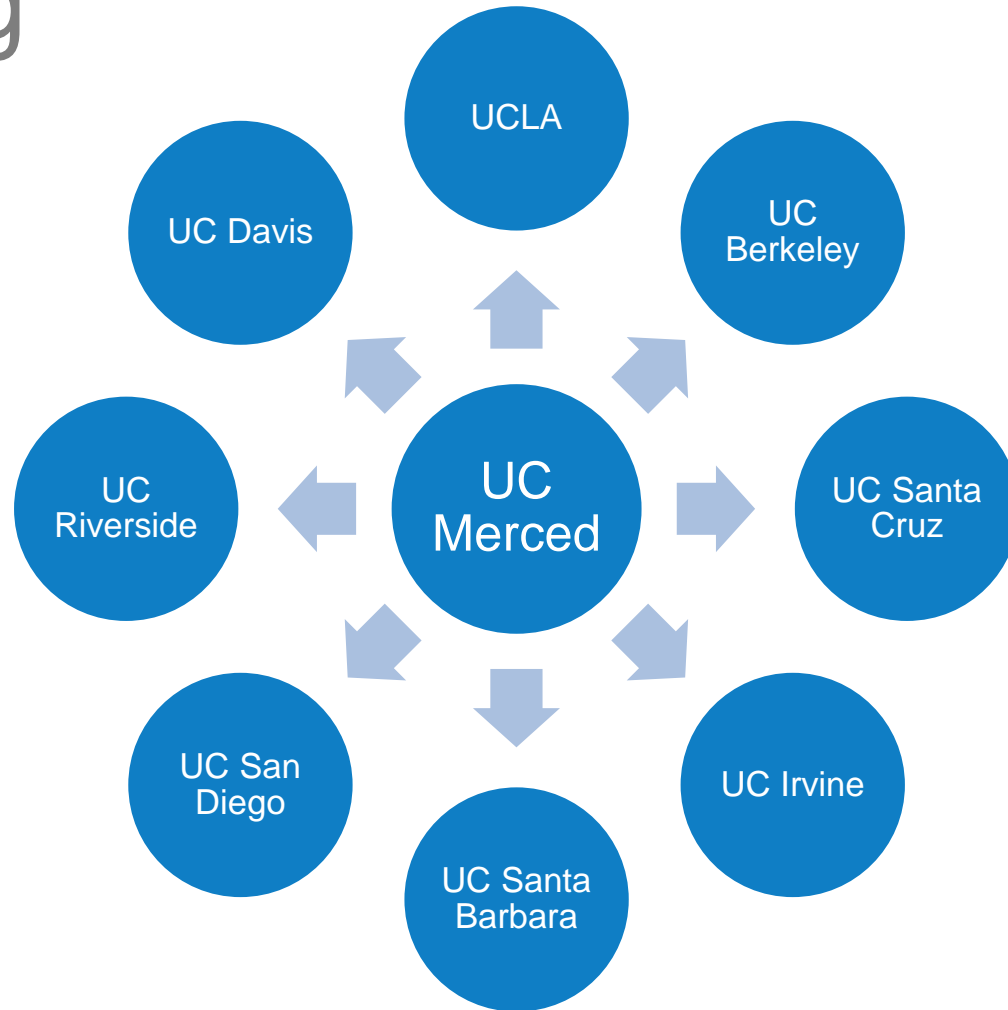 UCLA
UC
Berkeley
UC Davis
UC Santa
Cruz
UC
Merced
UC
Riverside
UC Irvine
UC San
Diego
UC Santa
Barbara